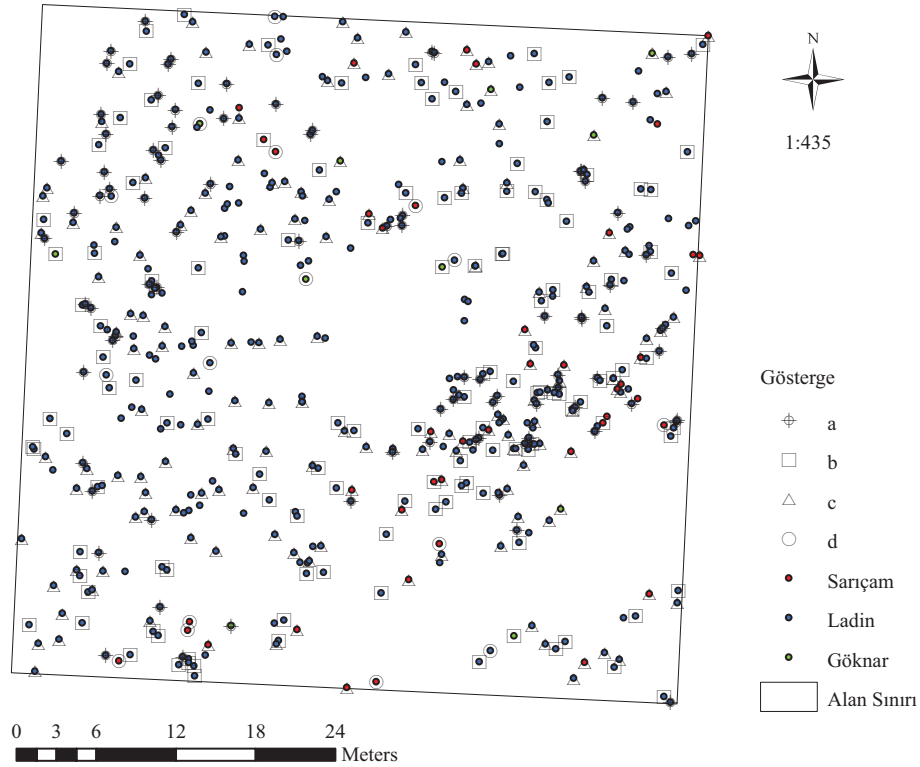 N
1:435
Gösterge
a
b
c
d
Sarıçam
Ladin
Göknar
Alan Sınırı
0 3 6 12 18 24
Meters